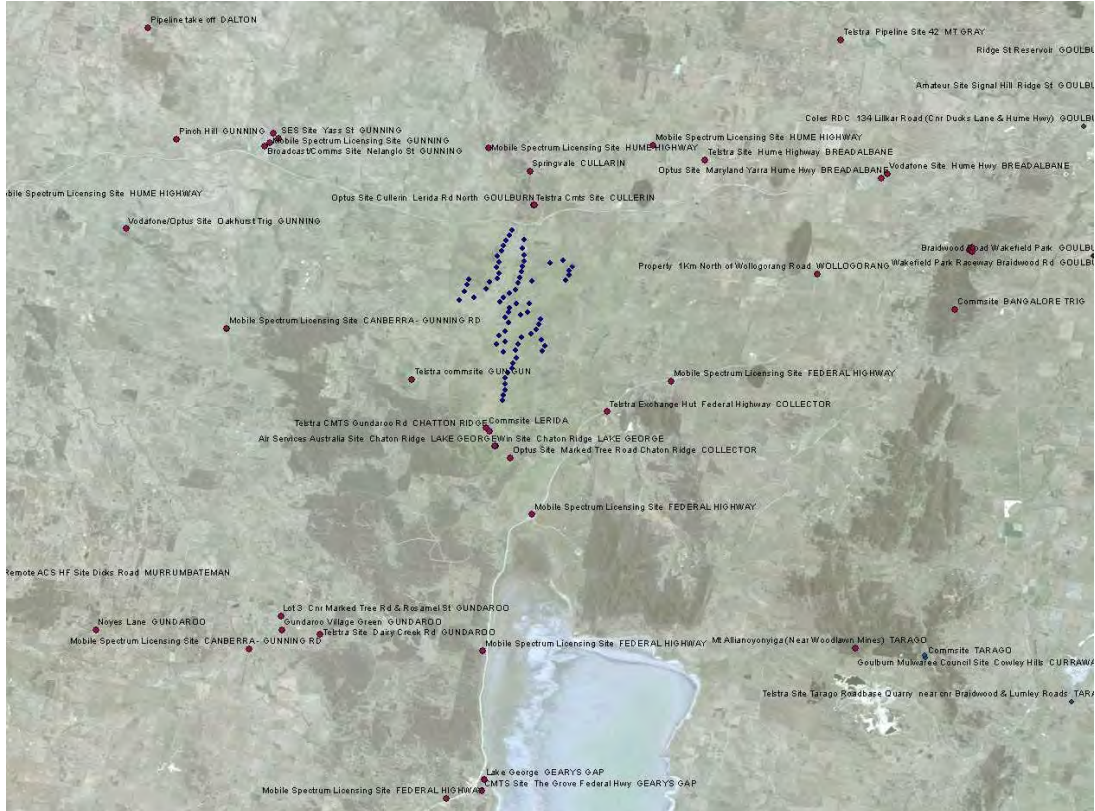 Pipeline take off DALTON
Telstra Pipeline Site 42 MT GRAY
Ridge St Reservoir GOULBU
Amateur Site Signal Hill Ridge St GOULBU
Coles RDC 134 Lillkar Road (Cnr Ducks Lane & Hume Hwy) GOULBU
Pinch Hill GUNNING
SES Site Yass St GUNNING
Mobile Spectrum Licensing Site GUNNING
Broadcast/Comms Site Nelanglo St GUNNING
Mobile Spectrum Licensing Site HUME HIGHWAY
Mobile Spectrum Licensing Site HUME HIGHWAY
Telstra Site Hume Highway BREADALBANE
Springvale CULLARIN
Optus Site Maryland Yarra Hume Hwy BREADALBANE
Vodafone Site Hume Hwy BREADALBANE
obile Spectrum Licensing Site HUME HIGHWAY
Optus Site Cullerin Lerida Rd North GOULBURN
Telstra Cmts Site CULLERIN
Vodafone/Optus Site Oakhurst Trig GUNNING
Braidwood Road Wakefield Park GOULBU
Property 1Km North of Wollogorang Road WOLLOGORANG
Wakefield Park Raceway Braidwood Rd GOULBU
Commsite BANGALORE TRIG
Mobile Spectrum Licensing Site CANBERRA- GUNNING RD
Telstra commsite GUN GUN
Mobile Spectrum Licensing Site FEDERAL HIGHWAY
Telstra Exchange Hut Federal Highway COLLECTOR
Telstra CMTS Gundaroo Rd CHATTON RIDGE
Commsite LERIDA
Air Services Australia Site Chaton Ridge LAKE GEORGE
Win Site Chaton Ridge LAKE GEORGE
Optus Site Marked Tree Road Chaton Ridge COLLECTOR
Mobile Spectrum Licensing Site FEDERAL HIGHWAY
Remote ACS HF Site Dicks Road MURRUMBATEMAN
Lot 3 Cnr Marked Tree Rd & Rosamel St GUNDAROO
Noyes Lane GUNDAROO
Gundaroo Village Green GUNDAROO
Telstra Site Dairy Creek Rd GUNDAROO
Mobile Spectrum Licensing Site CANBERRA- GUNNING RD
Mobile Spectrum Licensing Site FEDERAL HIGHWAY
Mt Allianoyonyiga (Near Woodlawn Mines) TARAGO
Commsite TARAGO
Goulburn Mulwaree Council Site Cowley Hills CURRAWA
Telstra Site Tarago Roadbase Quarry near cnr Braidwood & Lumley Roads TARA
Lake George GEARYS GAP
CMTS Site The Grove Federal Hwy GEARYS GAP
Mobile Spectrum Licensing Site FEDERAL HIGHWAY